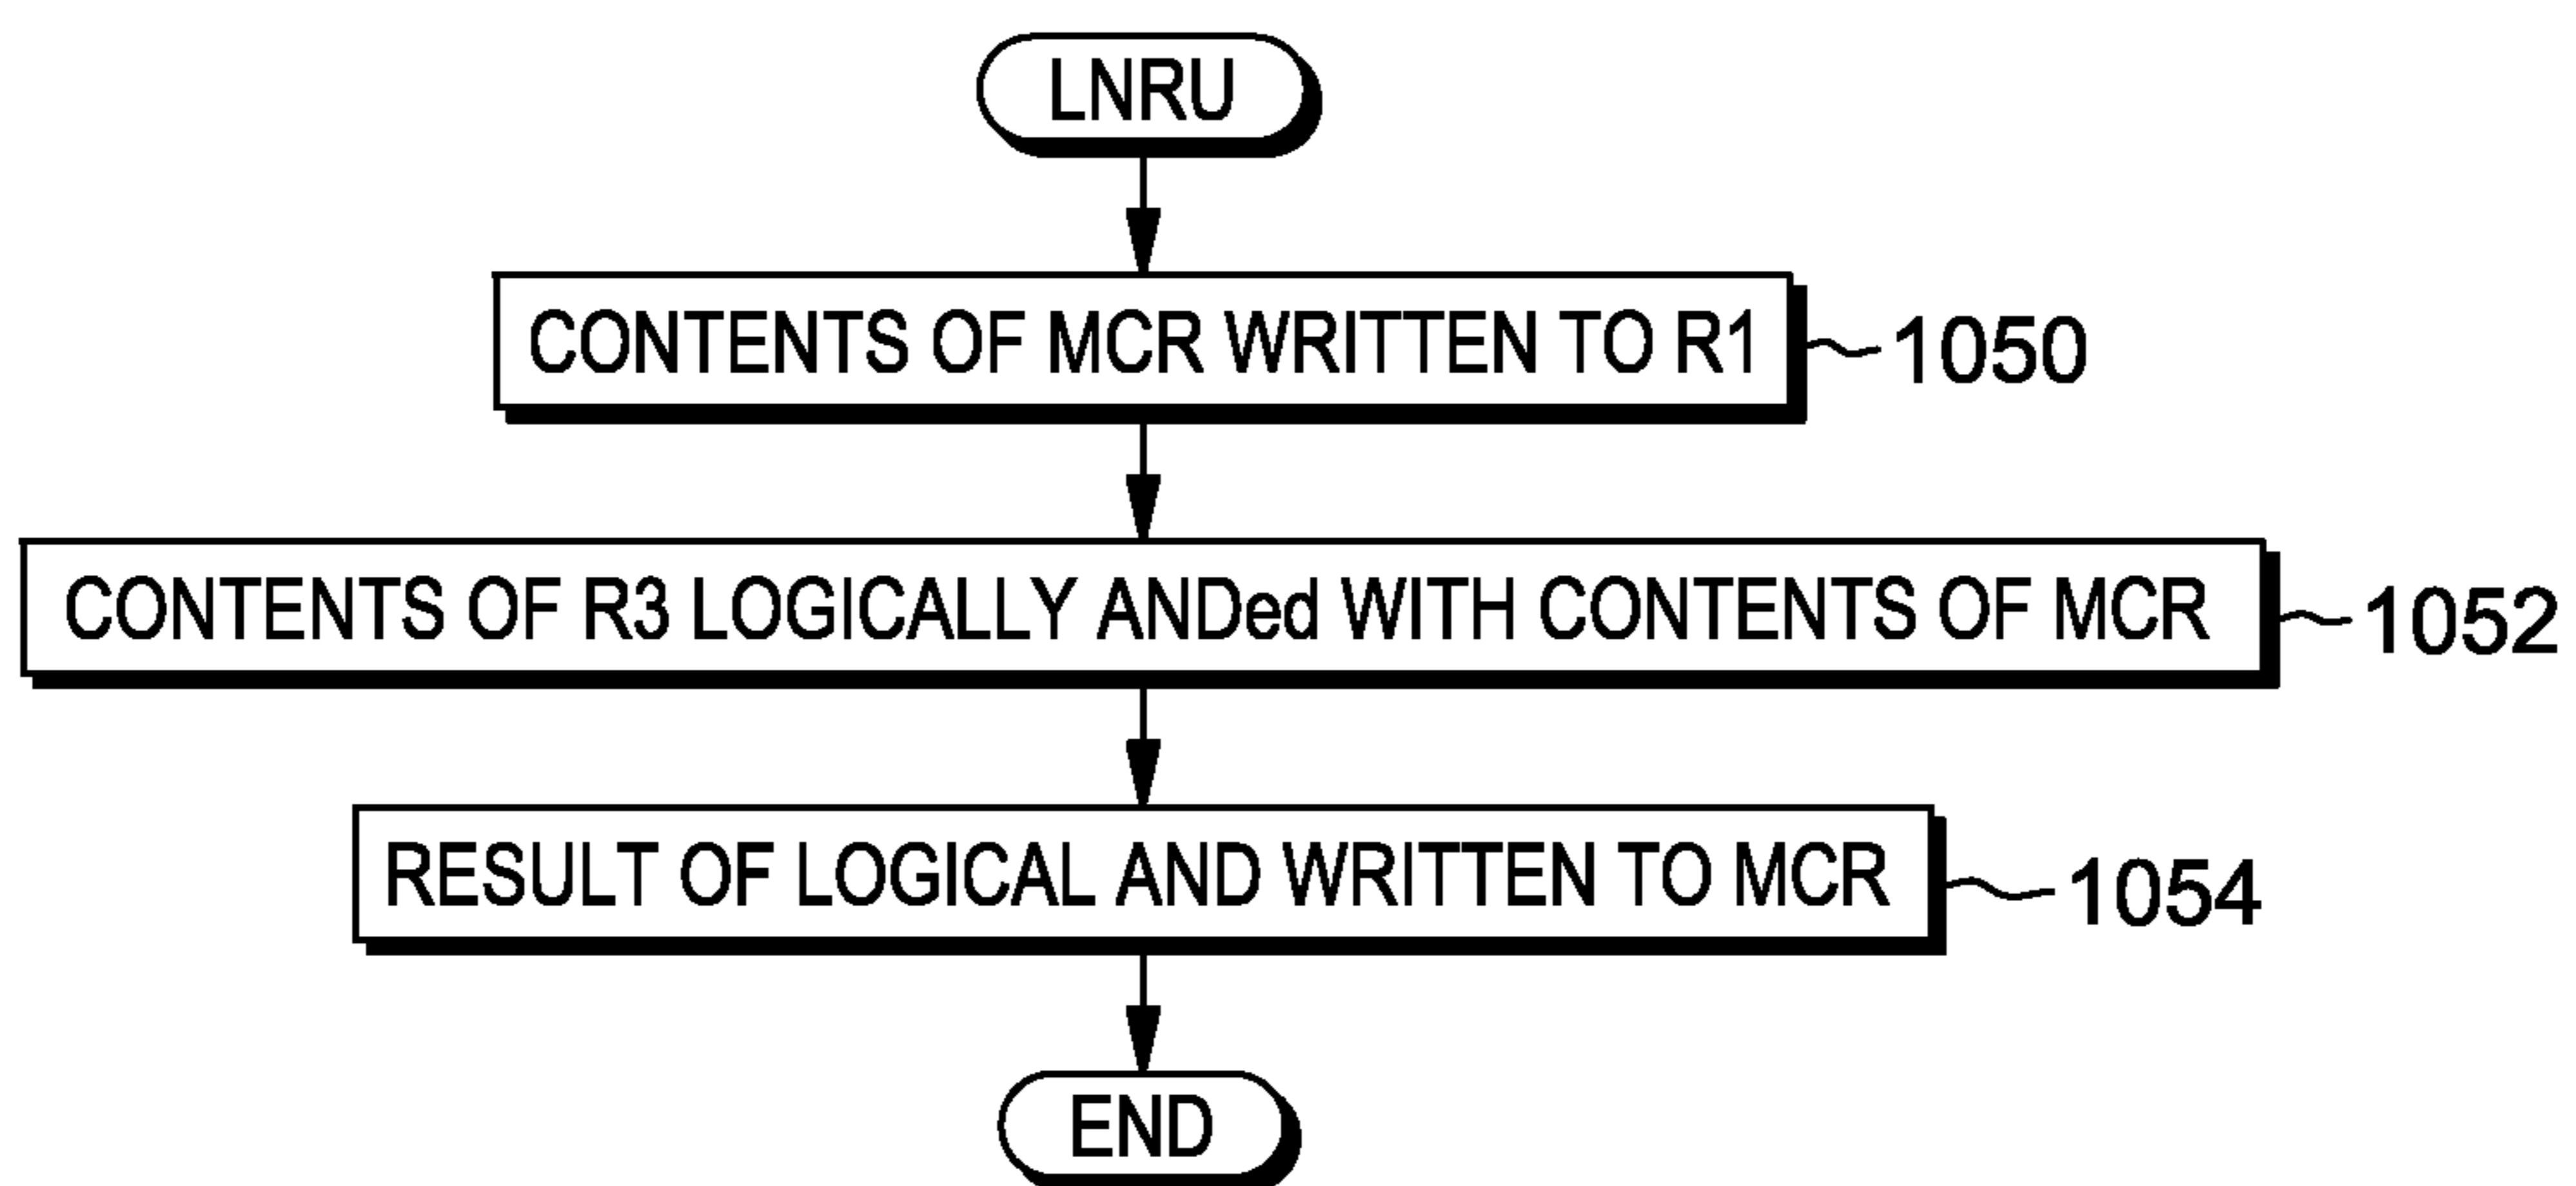 LNRU
CONTENTS OF MCR WRITTEN TO R1
1050
CONTENTS OF R3 LOGICALLY ANDed WITH CONTENTS OF MCR
1052
RESULT OF LOGICAL AND WRITTEN TO MCR
1054
END